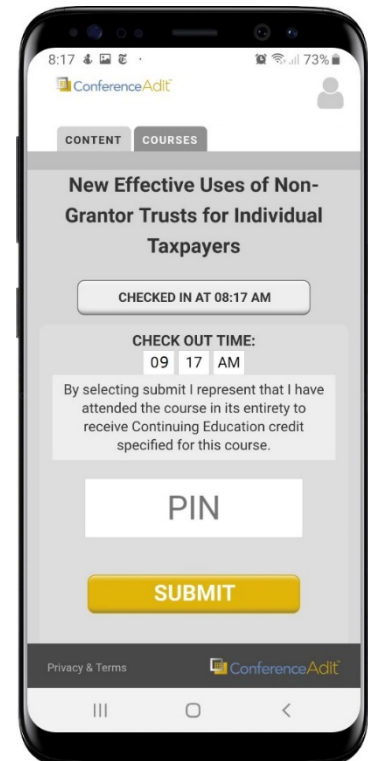 8:17
73%
ConferenceAdit
CONTENT COURSES
New Effective Uses of Non-
Grantor Trusts for Individual
Taxpayers
CHECKED IN AT 08:17 AM
CHECK OUT TIME:
09 17 AM
By selecting submit I represent that I have
attended the course in its entirety to
receive Continuing Education credit
specified for this course.
PIN
SUBMIT
Privacy & Terms
ConferenceAdit